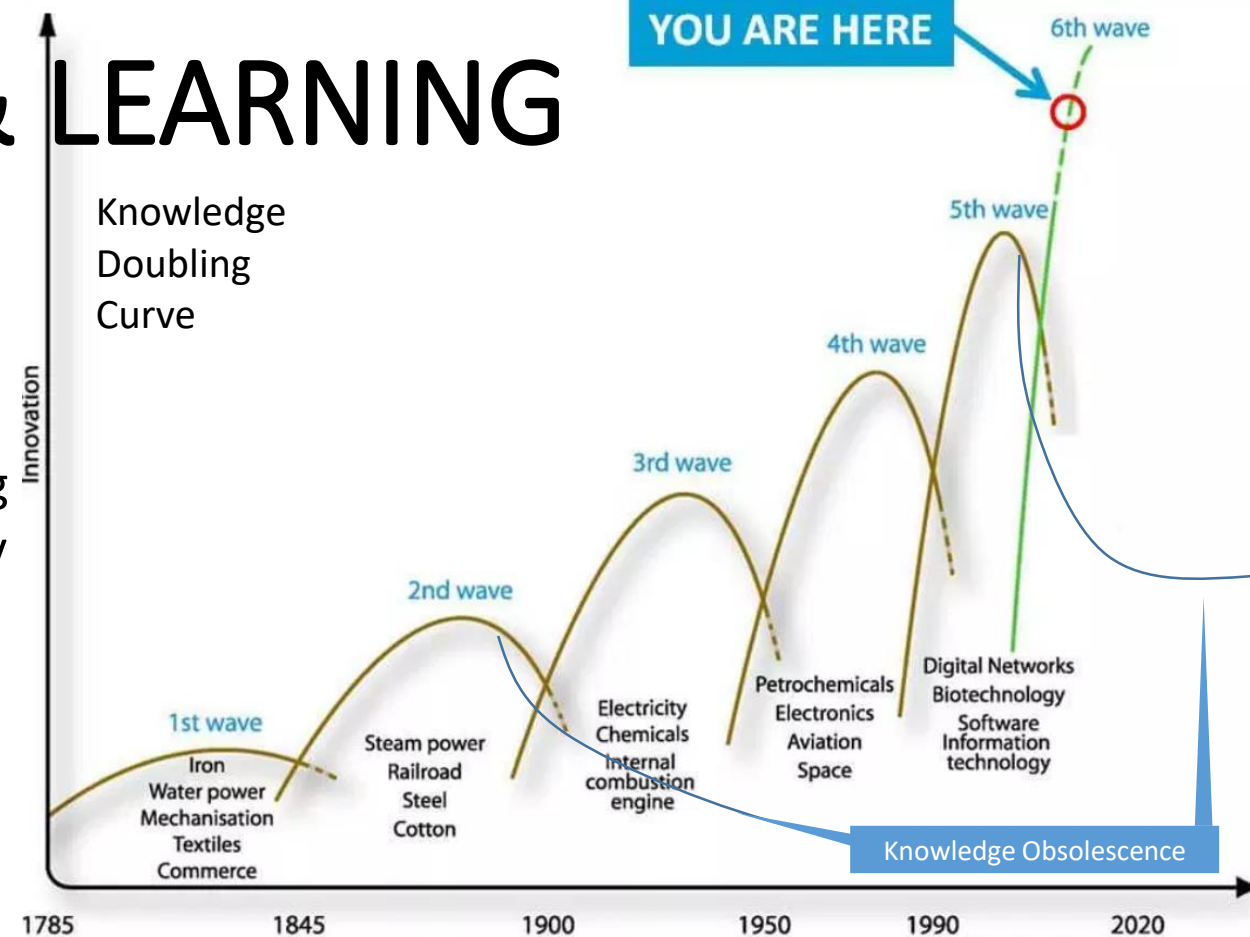 YOU ARE HERE
6th wave
& LEARNING
Knowledge
Doubling
Curve
5th wave
4th wave
Innovation
3rd wave
2nd wave
1st wave
Iron
Water power
Mechanisation
Textiles
Commerce
Steam power
Railroad
Steel
Cotton
Electricity
Chemicals
Internal
combustion
engine
Petrochemicals
Electronics
Aviation
Space
Digital Networks
Biotechnology
Software
Information
technology
Knowledge Obsolescence
1785 1845 1900 1950 1990 2020